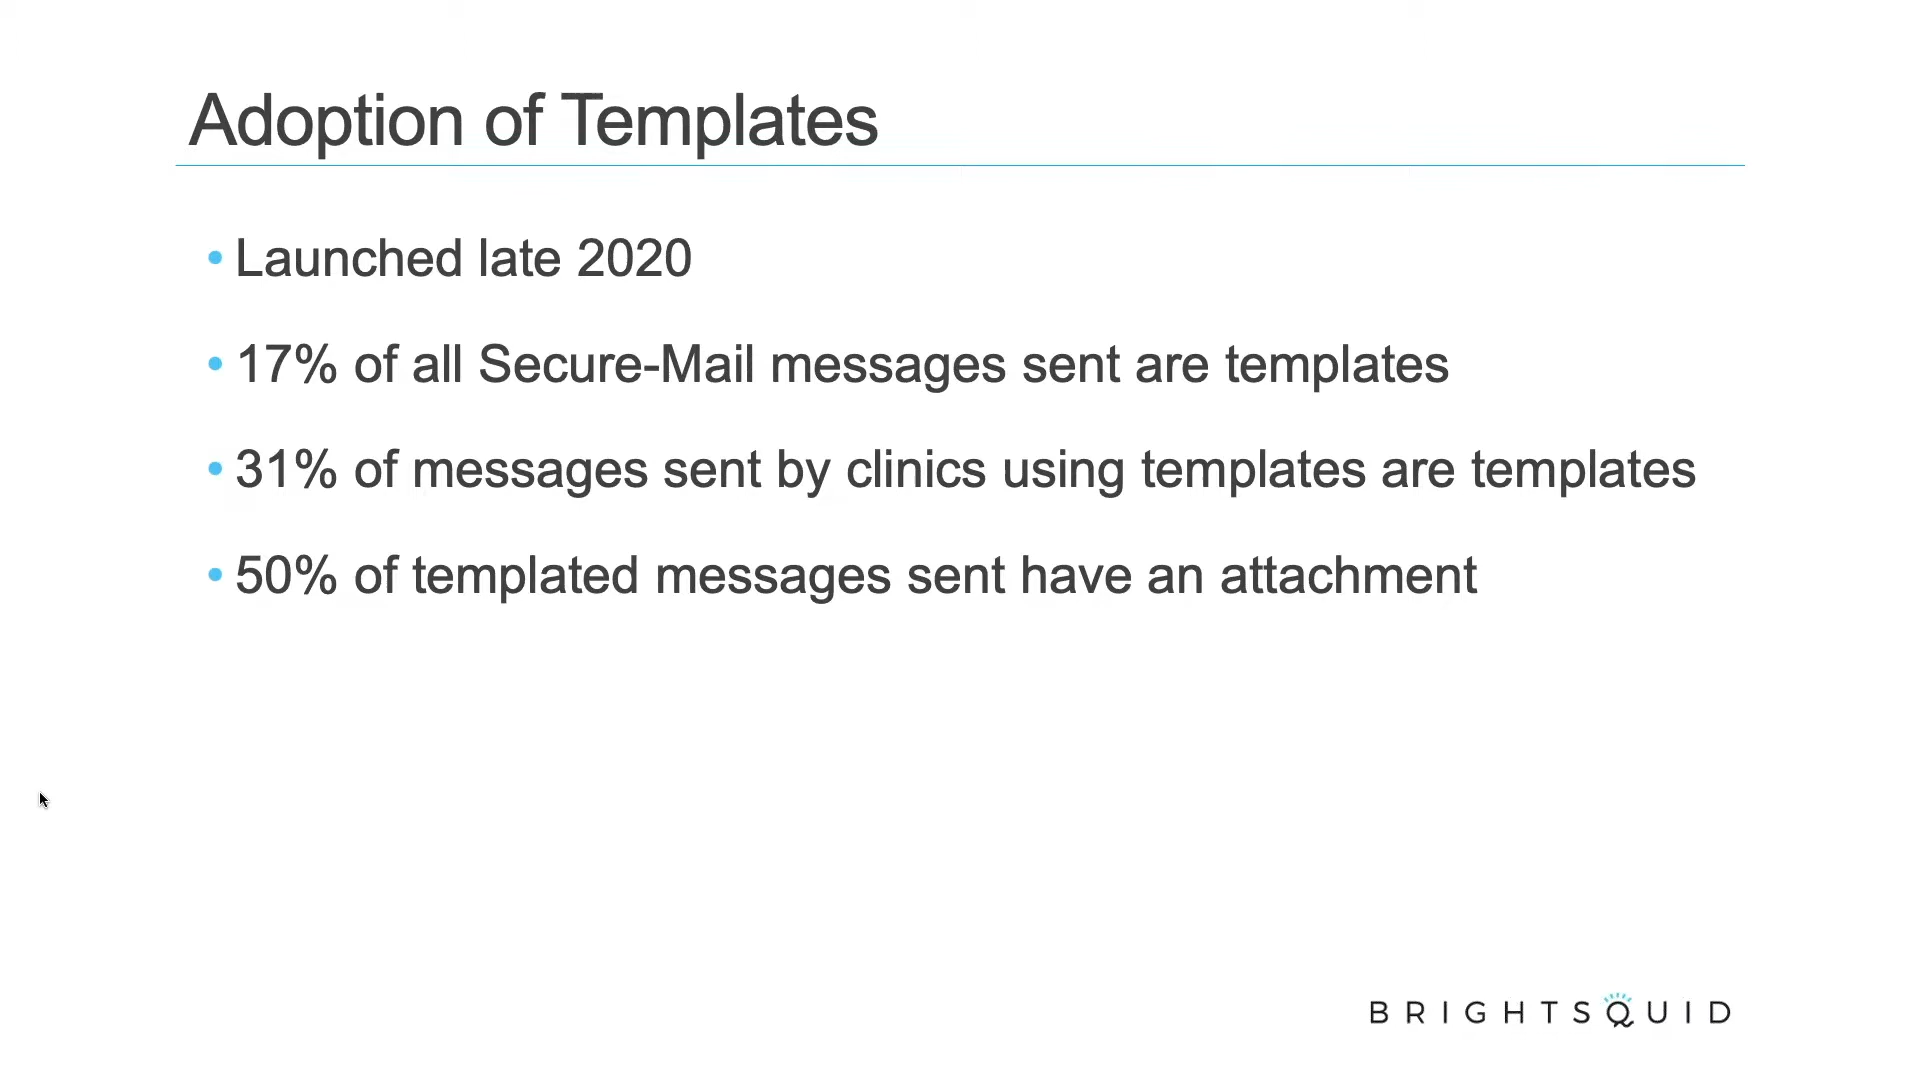 Adoption of Templates
• Launched late 2020
• 17% of all Secure-Mail messages sent are templates
• 31% of messages sent by clinics using templates are templates
• 50% of templated messages sent have an attachment
BRIGHTSQUID